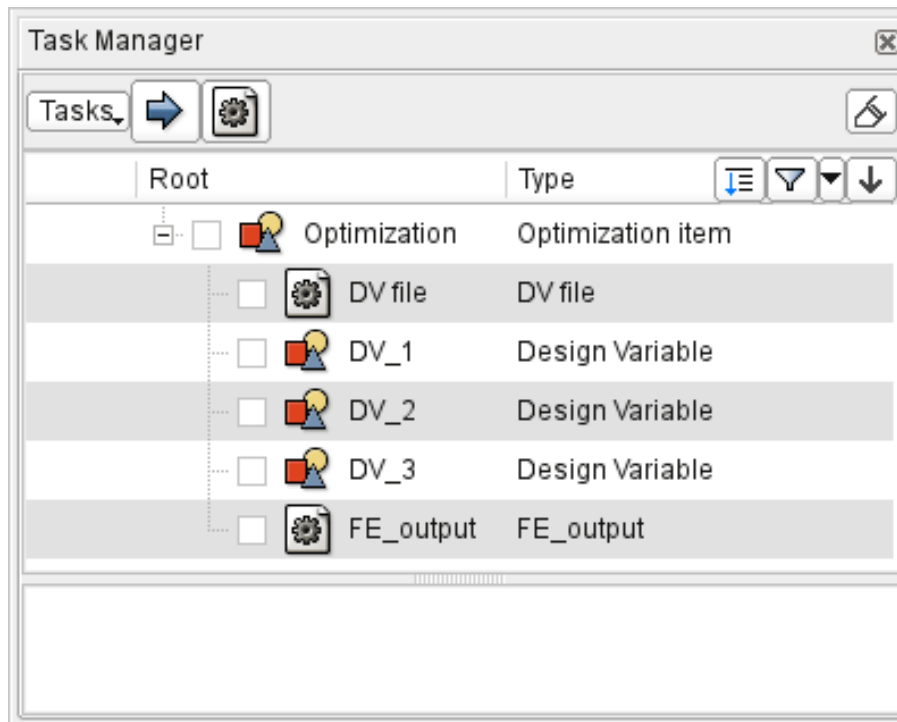 Task Manager
Tasks
Root Type
Optimization Optimization item
DV file DV file
DV_1 Design Variable
DV_2 Design Variable
DV_3 Design Variable
FE_output FE_output